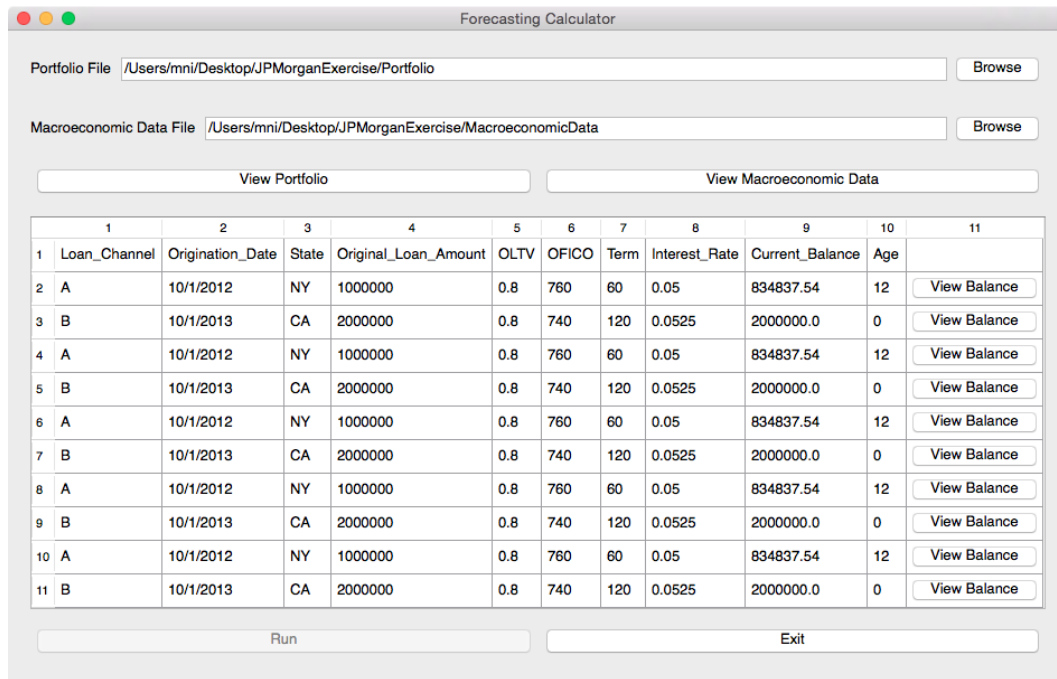 Forecasting Calculator
Portfolio File /Users/mni/Desktop/JPMorganExercise/Portfolio Browse
Macroeconomic Data File /Users/mni/Desktop/JPMorganExercise/MacroeconomicData Browse
View Portfolio View Macroeconomic Data
1 2 3 4 5 6 7 8 9 10 11
1 Loan_Channel Origination_Date State Original_Loan_Amount OLTV OFICO Term Interest_Rate Current_Balance Age
2 A 10/1/2012 NY 1000000 0.8 760 60 0.05 834837.54 12 View Balance
3 B 10/1/2013 CA 2000000 0.8 740 120 0.0525 2000000.0 0 View Balance
4 A 10/1/2012 NY 1000000 0.8 760 60 0.05 834837.54 12 View Balance
5 B 10/1/2013 CA 2000000 0.8 740 120 0.0525 2000000.0 0 View Balance
6 A 10/1/2012 NY 1000000 0.8 760 60 0.05 834837.54 12 View Balance
7 B 10/1/2013 CA 2000000 0.8 740 120 0.0525 2000000.0 0 View Balance
8 A 10/1/2012 NY 1000000 0.8 760 60 0.05 834837.54 12 View Balance
9 B 10/1/2013 CA 2000000 0.8 740 120 0.0525 2000000.0 0 View Balance
10 A 10/1/2012 NY 1000000 0.8 760 60 0.05 834837.54 12 View Balance
11 B 10/1/2013 CA 2000000 0.8 740 120 0.0525 2000000.0 0 View Balance
Run Exit